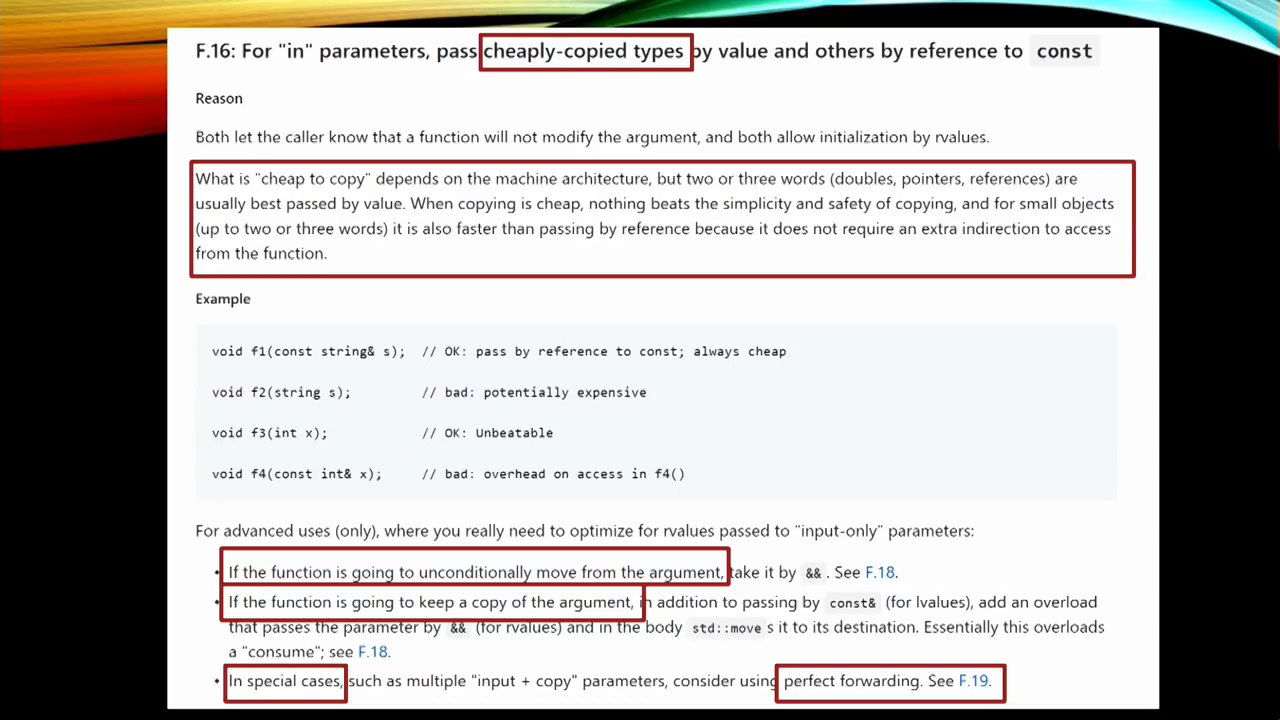 F.16: For "in" parameters, pass cheaply-copied types by value and others by reference to const
Reason
Both let the caller know that a function will not modify the argument, and both allow initialization by rvalues.
What is "cheap to copy" depends on the machine architecture, but two or three words (doubles, pointers, references) are
usually best passed by value. When copying is cheap, nothing beats the simplicity and safety of copying, and for small objects
(up to two or three words) it is also faster than passing by reference because it does not require an extra indirection to access
from the function.
Example
void f1(const string& s);  // OK: pass by reference to const; always cheap
void f2(string s);         // bad: potentially expensive
void f3(int x);            // OK: Unbeatable
void f4(const int& x);     // bad: overhead on access in f4()
For advanced uses (only), where you really need to optimize for rvalues passed to "input-only" parameters:
• If the function is going to unconditionally move from the argument, take it by && . See F.18.
• If the function is going to keep a copy of the argument, in addition to passing by const& (for lvalues), add an overload
that passes the parameter by && (for rvalues) and in the body std::move s it to its destination. Essentially this overloads
a "consume"; see F.18.
• In special cases, such as multiple "input + copy" parameters, consider using perfect forwarding. See F.19.